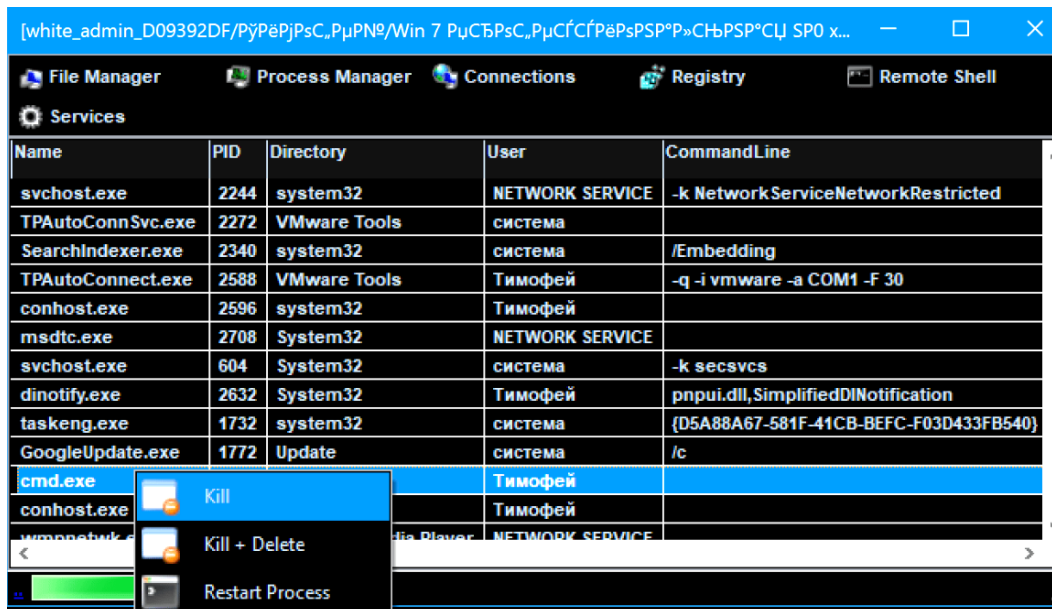 [white_admin_D09392DF/РўРёРјРѕС„РµР№/Win 7 РџСЂРѕС„РµСЃСЃРёРѕРЅР°Р»СЊРЅР°СЏ SP0 x...
File Manager Process Manager Connections Registry Remote Shell
Services
Name PID Directory User CommandLine
svchost.exe 2244 system32 NETWORK SERVICE -k NetworkServiceNetworkRestricted
TPAutoConnSvc.exe 2272 VMware Tools система
SearchIndexer.exe 2340 system32 система /Embedding
TPAutoConnect.exe 2588 VMware Tools Тимофей -q -i vmware -a COM1 -F 30
conhost.exe 2596 system32 Тимофей
msdtc.exe 2708 System32 NETWORK SERVICE
svchost.exe 604 System32 система -k secsvcs
dinotify.exe 2632 System32 Тимофей pnpui.dll,SimplifiedDINotification
taskeng.exe 1732 system32 система {D5A88A67-581F-41CB-BEFC-F03D433FB540}
GoogleUpdate.exe 1772 Update система /c
cmd.exe Тимофей
Kill
conhost.exe Тимофей
NETWORK SERVICE
Kill + Delete
Restart Process